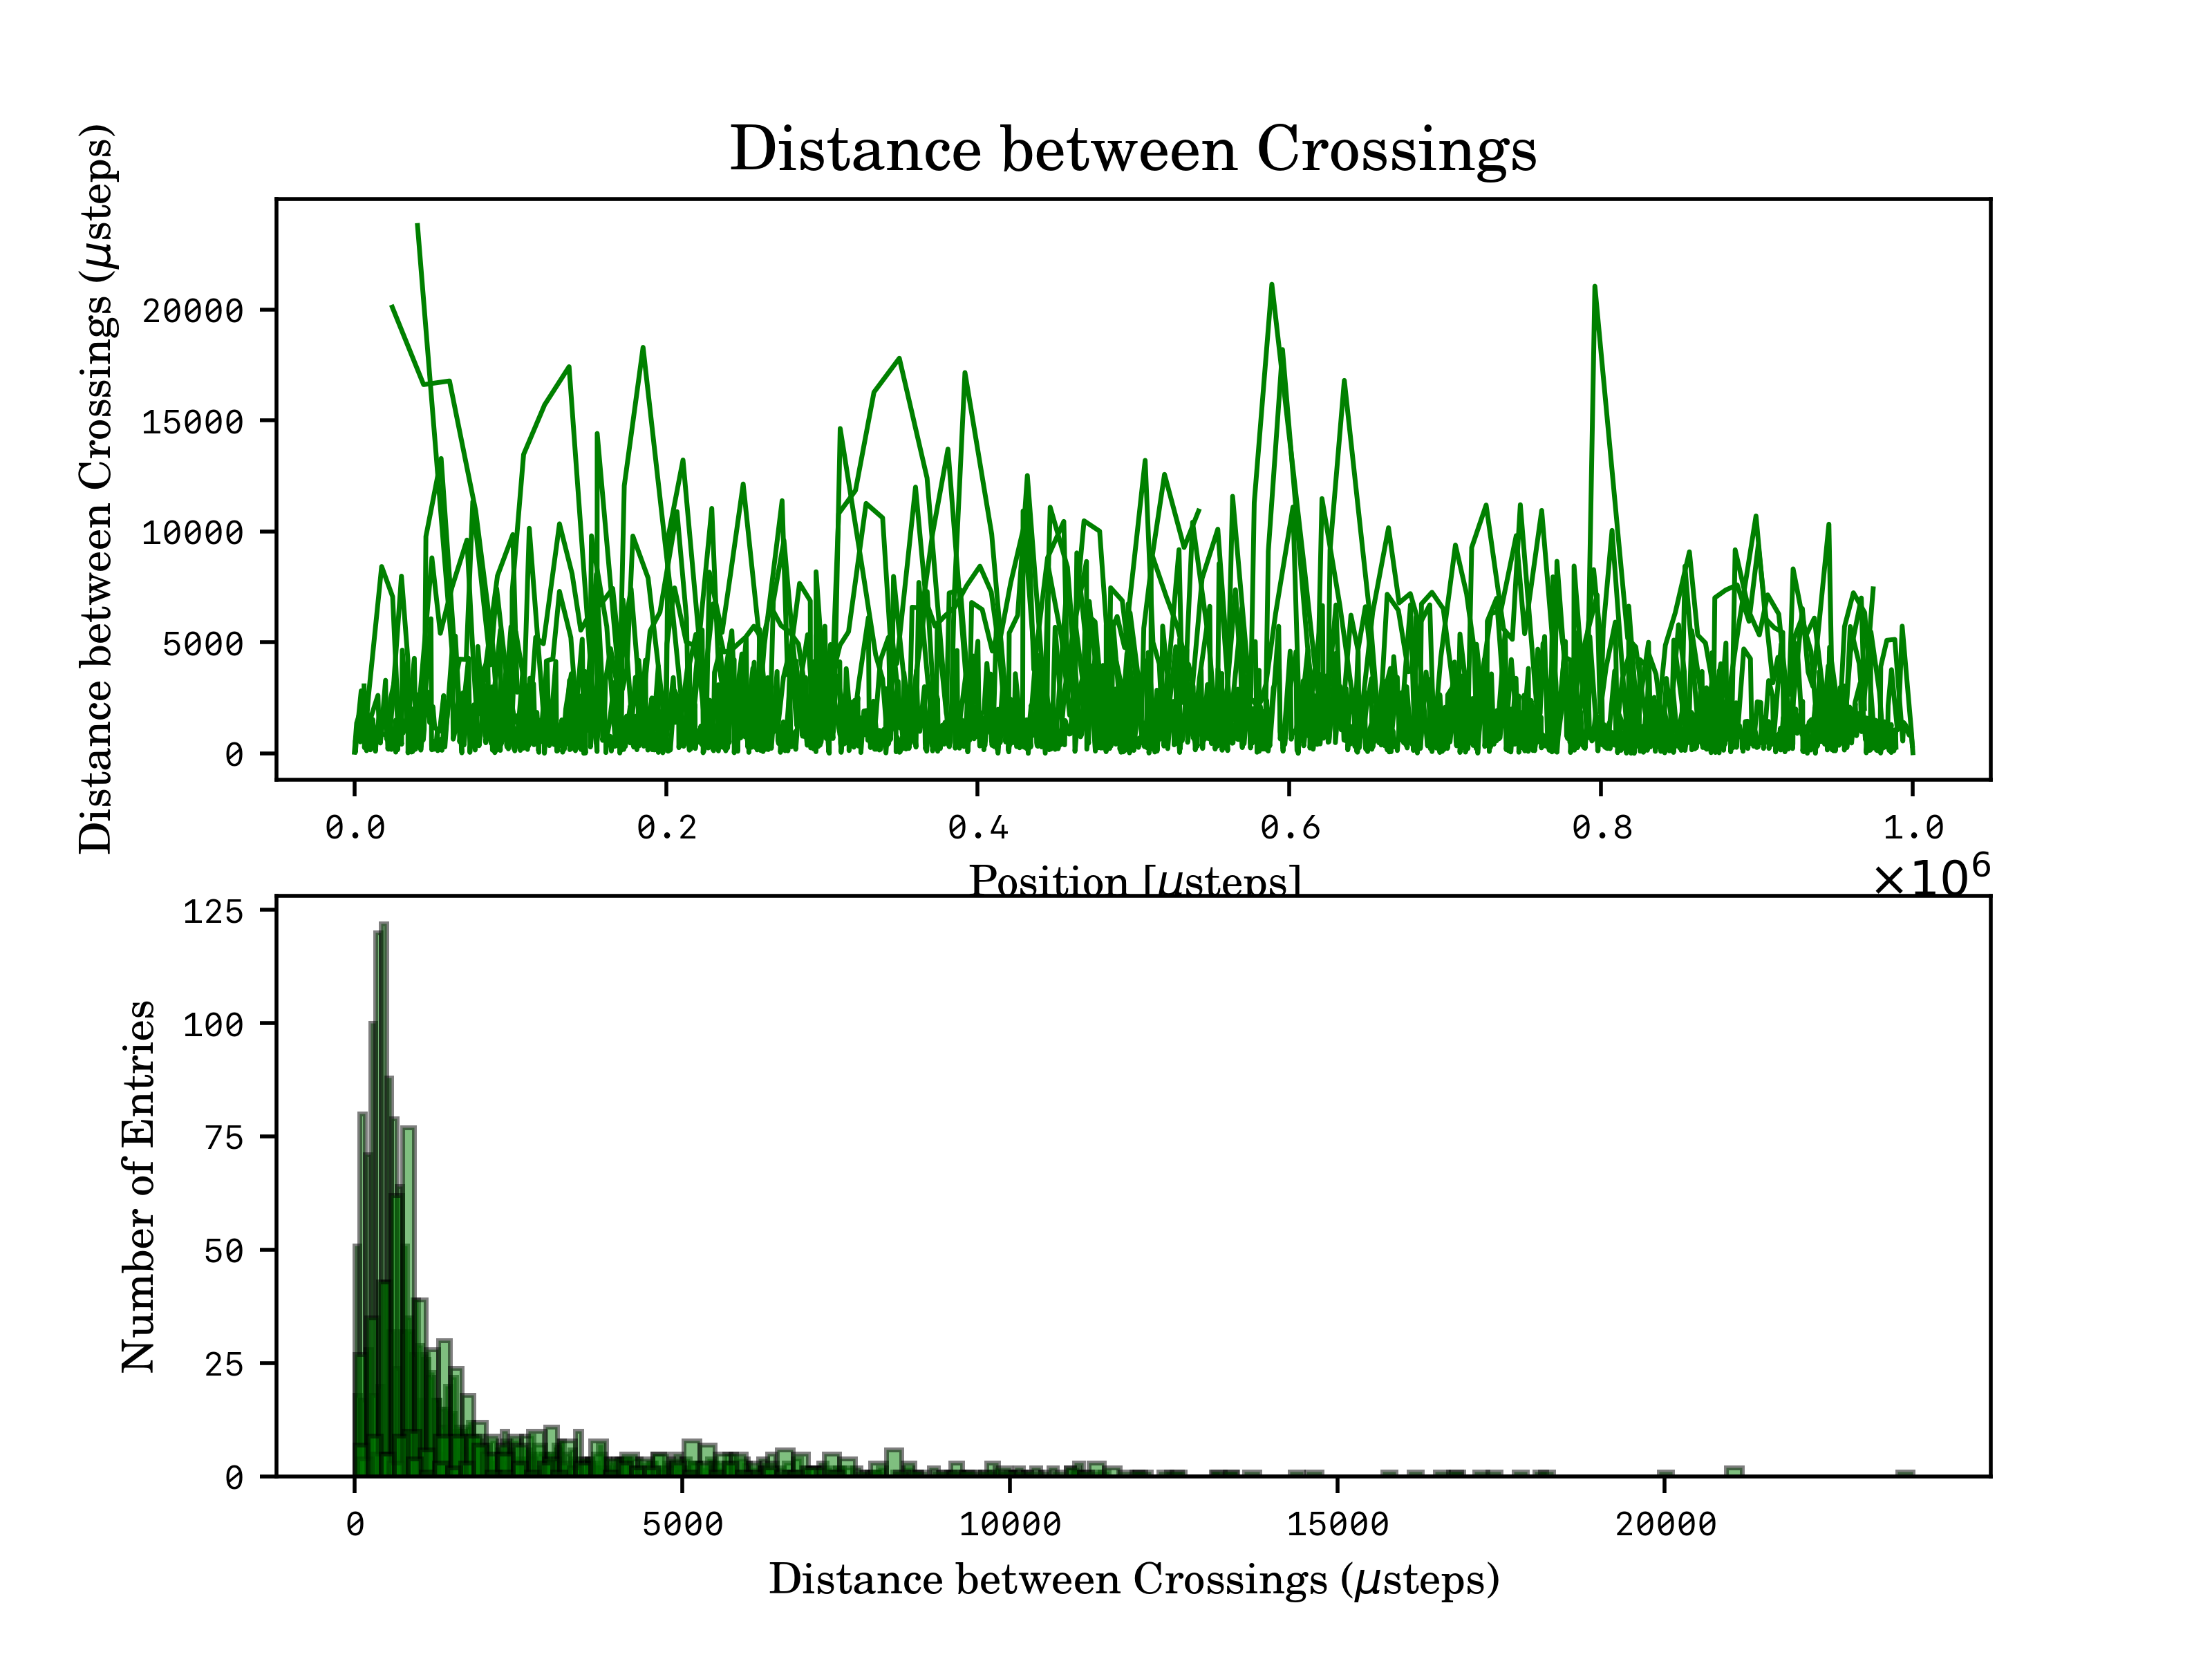 Distance between Crossings
Distance between Crossings (μsteps)
20000
15000
10000
5000
0
0.0 0.2 0.4 0.6 0.8 1.0
Position [μsteps]
×10⁶
Number of Entries
125
100
75
50
25
0
0 5000 10000 15000 20000
Distance between Crossings (μsteps)